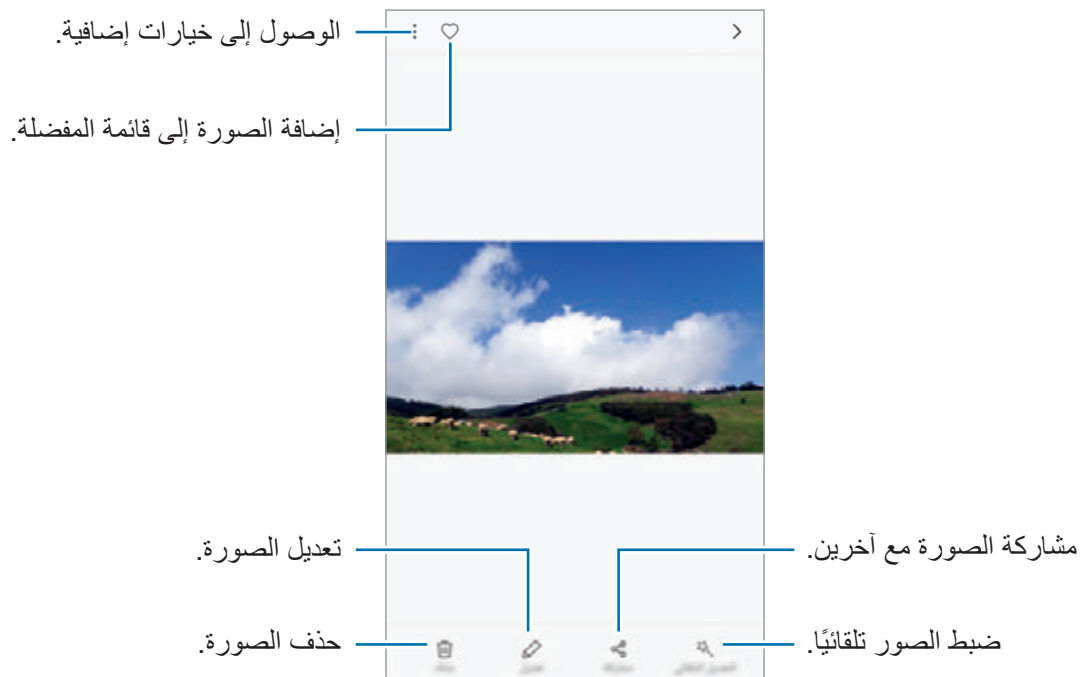 الوصول إلى خيارات إضافية.
إضافة الصورة إلى قائمة المفضلة.
مشاركة الصورة مع آخرين.
تعديل الصورة.
ضبط الصور تلقائيًا.
حذف الصورة.